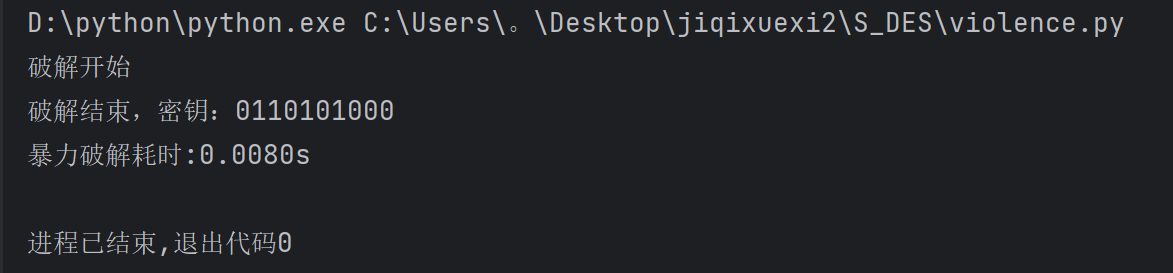 D:\python\python.exe C:\Users\。\Desktop\jiqixuexi2\S_DES\violence.py
破解开始
破解结束，密钥：0110101000
暴力破解耗时:0.0080s
进程已结束,退出代码0